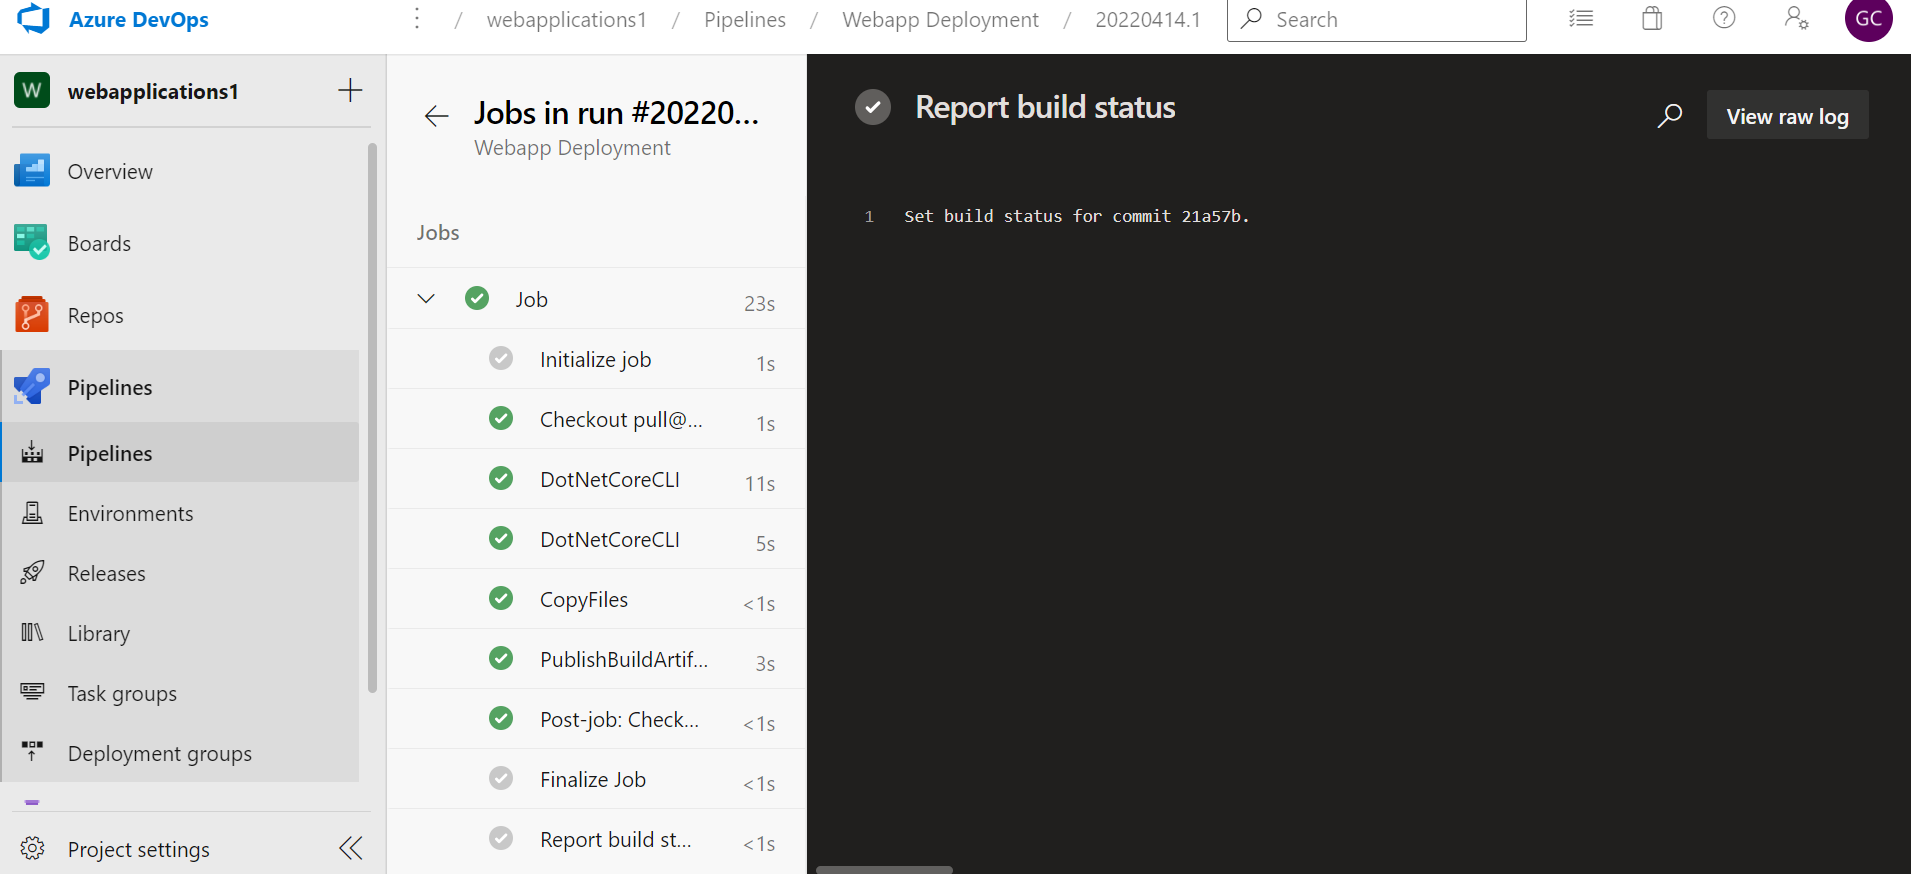 Azure DevOps
/ webapplications1 / Pipelines / Webapp Deployment / 20220414.1
Search
GC
W webapplications1
Overview
Boards
Repos
Pipelines
Pipelines
Environments
Releases
Library
Task groups
Deployment groups
Project settings
Jobs in run #20220...
Webapp Deployment
Jobs
Job 23s
Initialize job 1s
Checkout pull@... 1s
DotNetCoreCLI 11s
DotNetCoreCLI 5s
CopyFiles <1s
PublishBuildArtif... 3s
Post-job: Check... <1s
Finalize Job <1s
Report build st... <1s
Report build status
View raw log
1 Set build status for commit 21a57b.